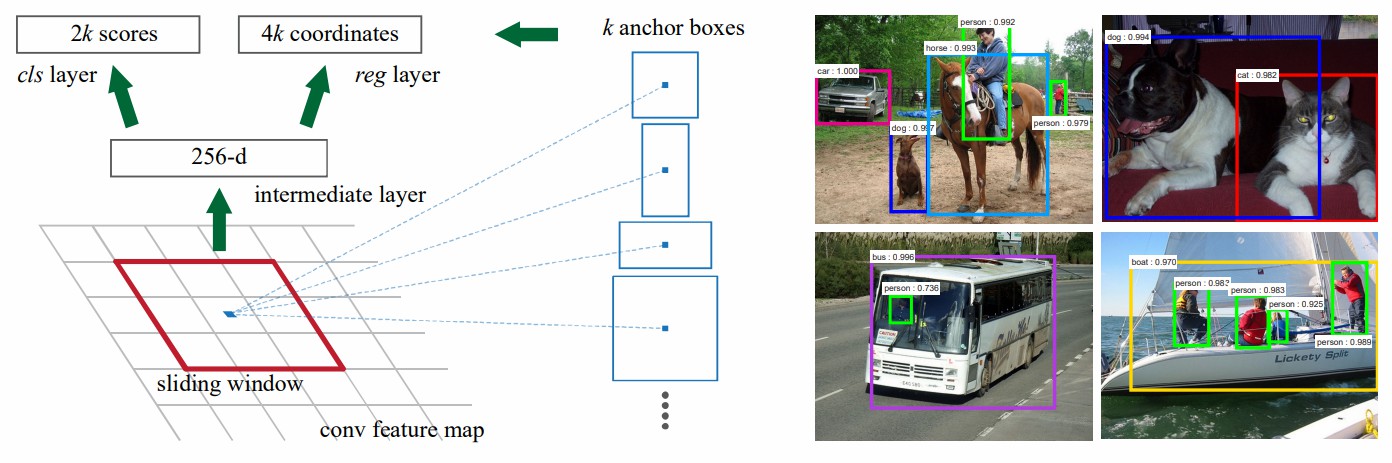 2k scores
4k coordinates
k anchor boxes
cls layer
reg layer
256-d
intermediate layer
sliding window
conv feature map
person : 0.992
horse : 0.993
car : 1.000
person : 0.979
dog : 0.997
dog : 0.994
cat : 0.982
bus : 0.996
person : 0.736
boat : 0.970
person : 0.983
person : 0.983
person : 0.925
person : 0.989
Lickety Split